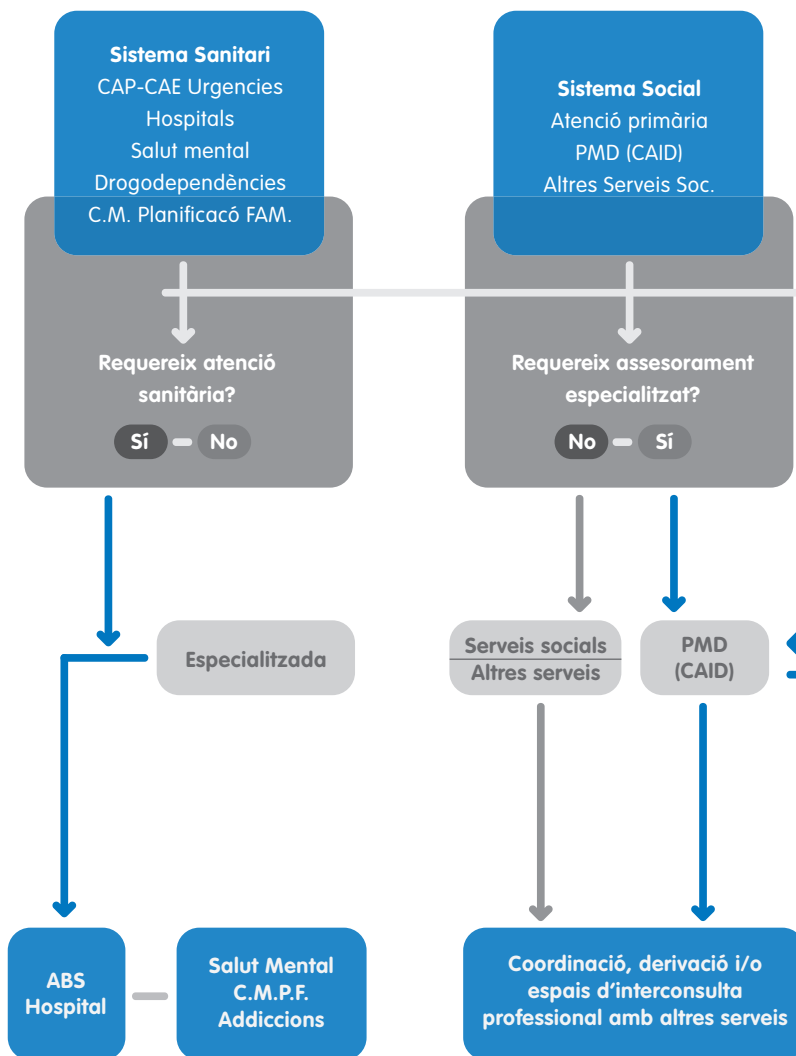 Sistema Sanitari
CAP-CAE Urgencies
Hospitals
Salut mental
Drogodependències
C.M. Planificacó FAM.
Requereix atenció
sanitària?
Sí
No
Especialitzada
ABS
Hospital
Salut Mental
C.M.P.F.
Addiccions
Sistema Social
Atenció primària
PMD (CAID)
Altres Serveis Soc.
Requereix assesorament
especialitzat?
No
Sí
Serveis socials
Altres serveis
PMD
(CAID)
Coordinació, derivació i/o
espais d'interconsulta
professional amb altres serveis